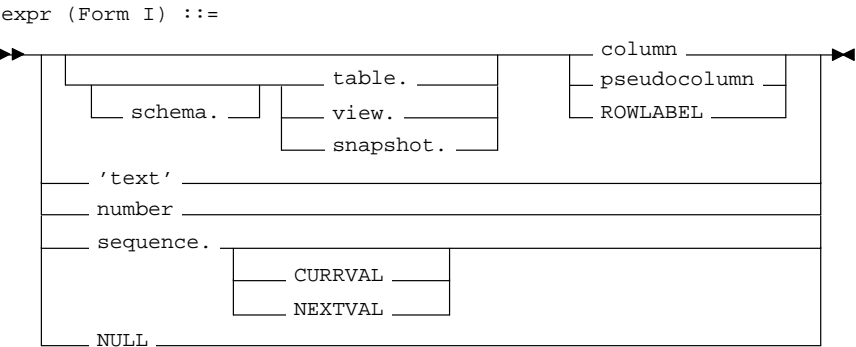 expr (Form I) ::=
table. column
pseudocolumn
schema. view. ROWLABEL
snapshot.
'text'
number
sequence.
CURRVAL
NEXTVAL
NULL